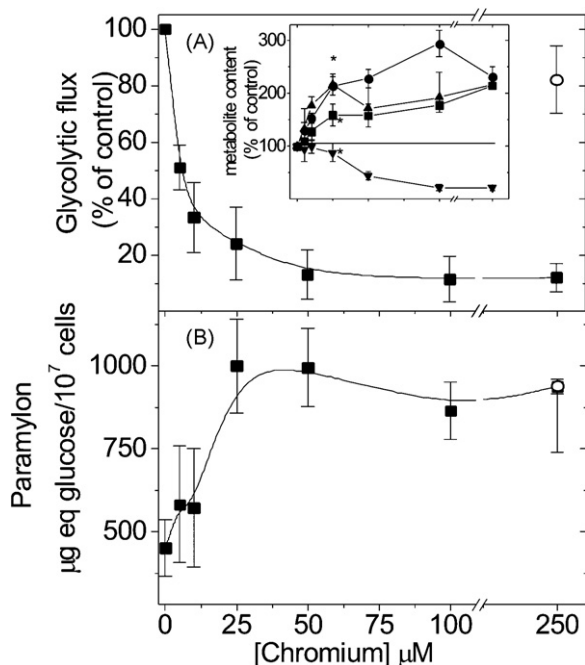 (A)
Glycolytic flux
(% of control)
100
80
60
40
20
metabolite content
(% of control)
300
200
100
*
*
*
(B)
Paramylon
µg eq glucose/10⁷ cells
1000
750
500
0
25
50
75
100
250
[Chromium] µM